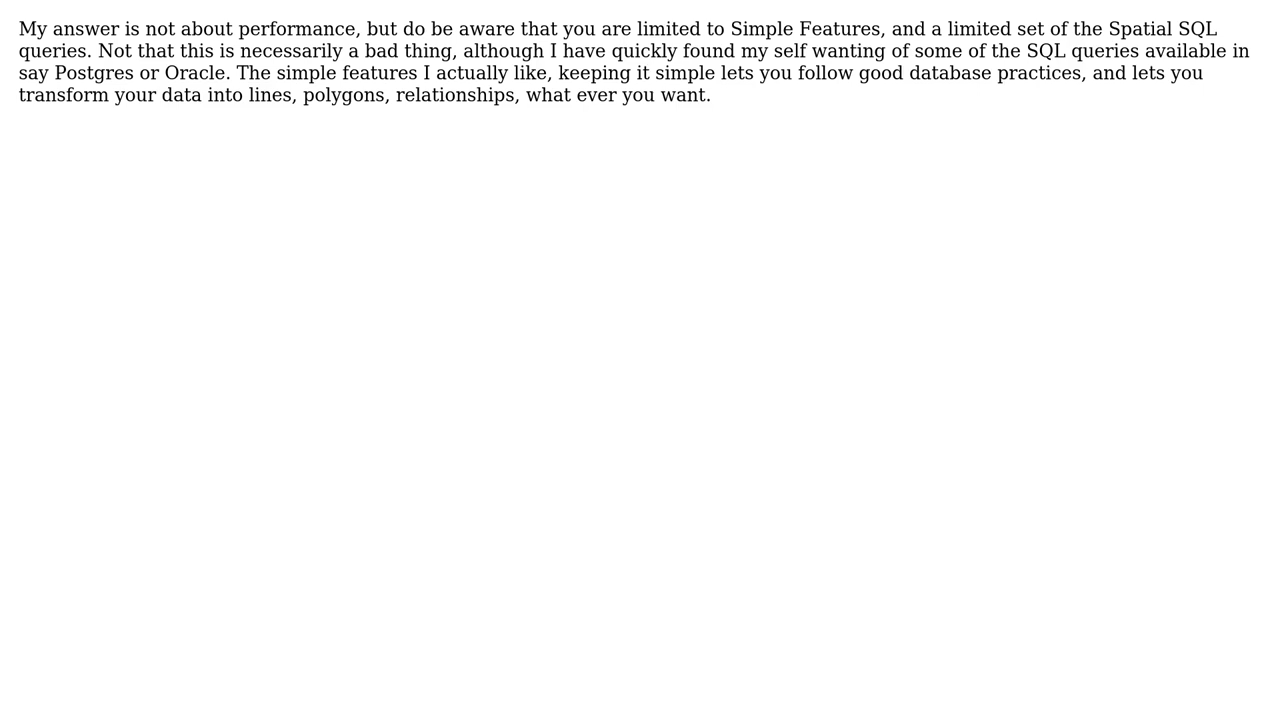 My answer is not about performance, but do be aware that you are limited to Simple Features, and a limited set of the Spatial SQL
queries. Not that this is necessarily a bad thing, although I have quickly found my self wanting of some of the SQL queries available in
say Postgres or Oracle. The simple features I actually like, keeping it simple lets you follow good database practices, and lets you
transform your data into lines, polygons, relationships, what ever you want.